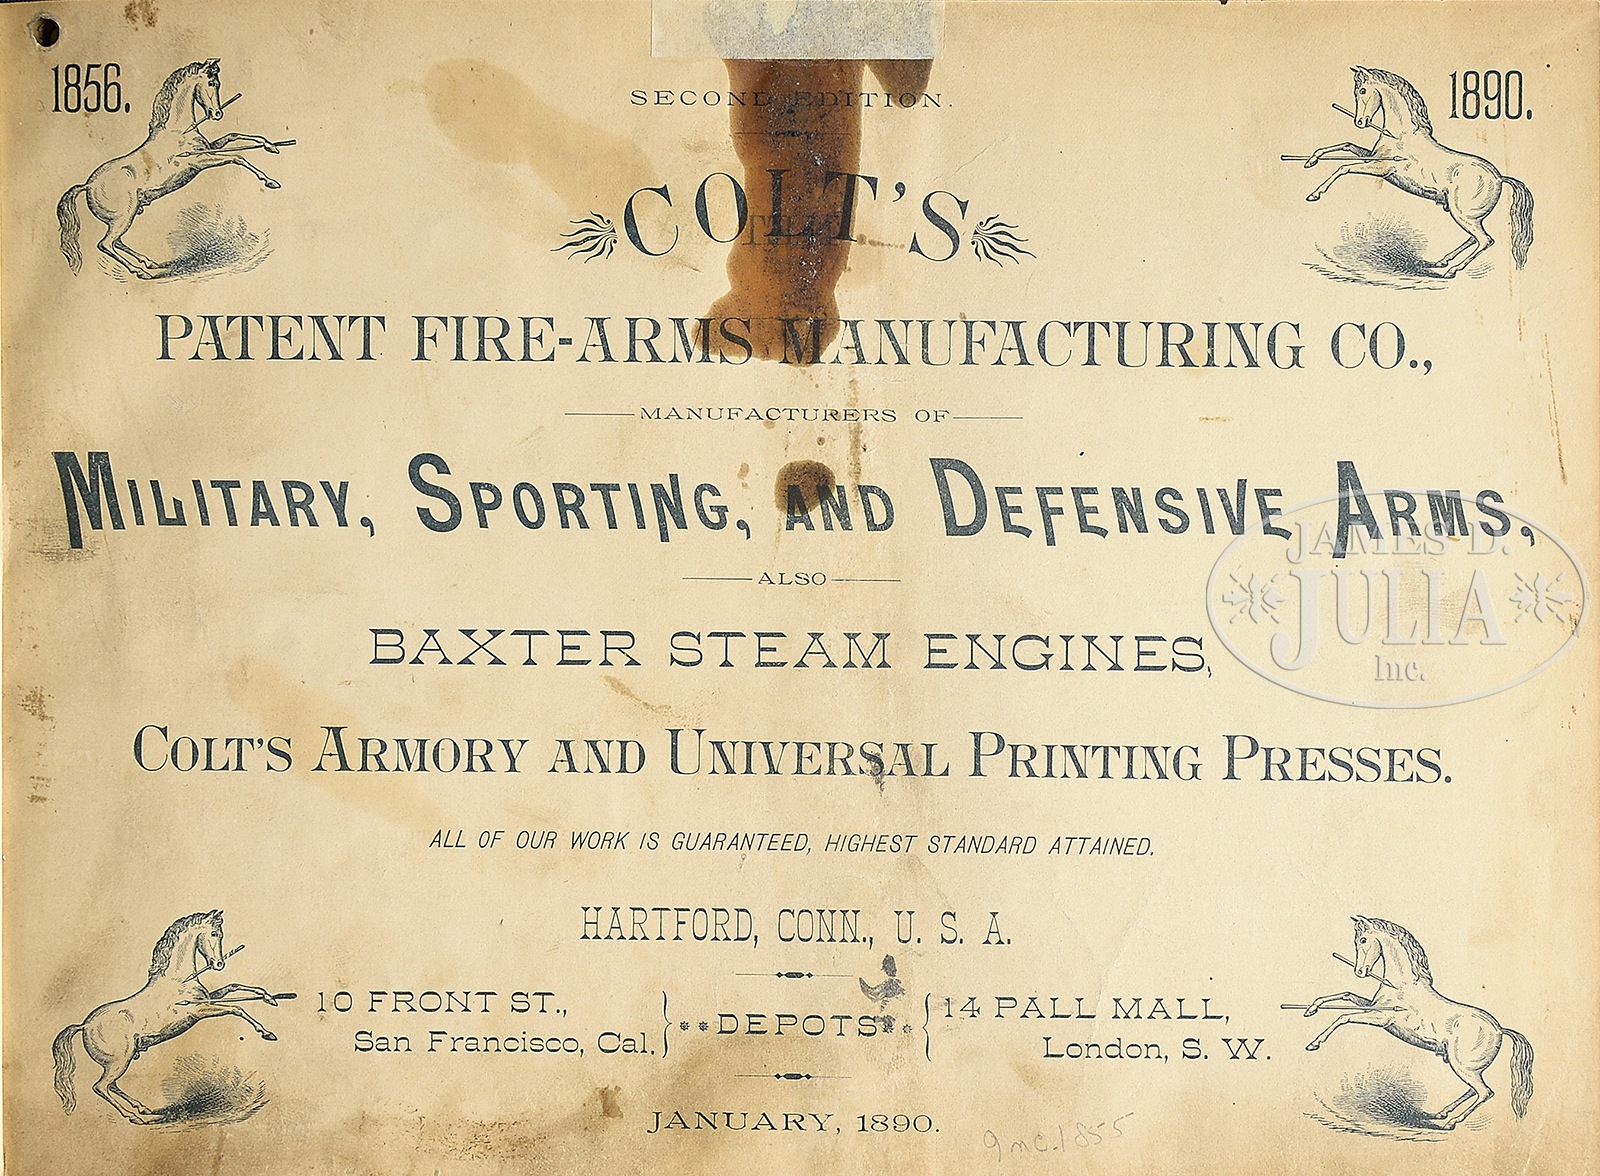 1856.
1890.
SECOND EDITION.
COLT'S
PATENT FIRE-ARMS MANUFACTURING CO.,
MANUFACTURERS OF
MILITARY, SPORTING, AND DEFENSIVE ARMS,
ALSO
BAXTER STEAM ENGINES,
COLT'S ARMORY AND UNIVERSAL PRINTING PRESSES.
ALL OF OUR WORK IS GUARANTEED, HIGHEST STANDARD ATTAINED.
HARTFORD, CONN., U. S. A.
10 FRONT ST.,
San Francisco, Cal.
DEPOTS
14 PALL MALL,
London, S. W.
JANUARY, 1890.
JAMES D.
JULIA
Inc.